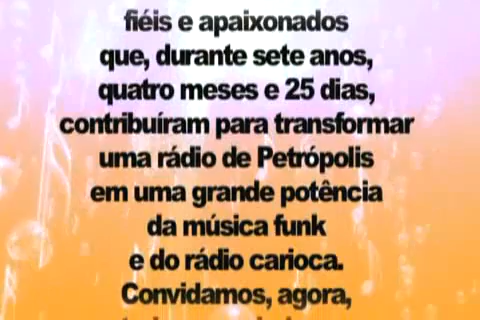 fiéis e apaixonados
que, durante sete anos,
quatro meses e 25 dias,
contribuíram para transformar
uma rádio de Petrópolis
em uma grande potência
da música funk
e do rádio carioca.
Convidamos, agora,